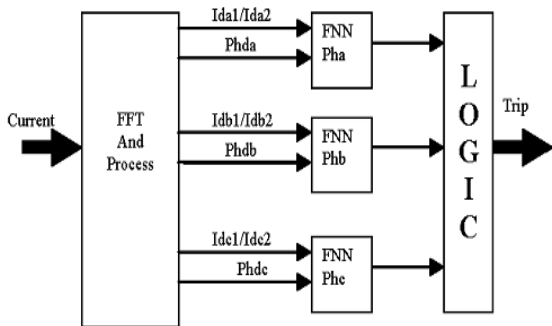 Current
FFT
And
Process
Ida1/Ida2
Phda
FNN
Pha
Idb1/Idb2
Phdb
FNN
Phb
Idc1/Idc2
Phdc
FNN
Phc
L
O
G
I
C
Trip